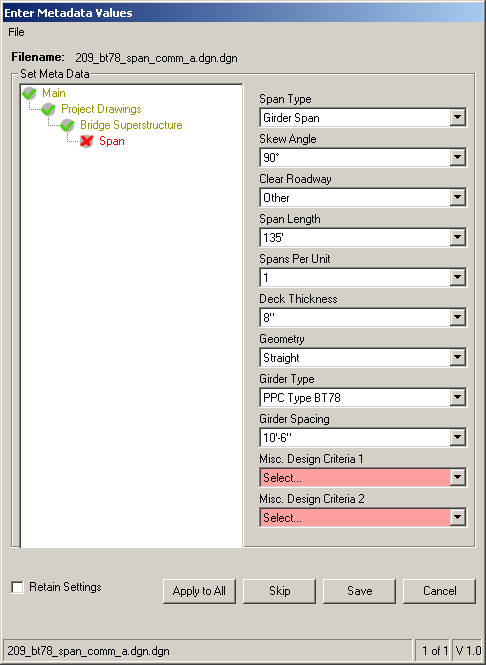 Enter Metadata Values
File
Filename: 209_bt78_span_comm_a.dgn.dgn
Set Meta Data
Main
Project Drawings
Bridge Superstructure
Span
Span Type
Girder Span
Skew Angle
90°
Clear Roadway
Other
Span Length
135'
Spans Per Unit
1
Deck Thickness
8"
Geometry
Straight
Girder Type
PPC Type BT78
Girder Spacing
10'-6"
Misc. Design Criteria 1
Select...
Misc. Design Criteria 2
Select...
Retain Settings Apply to All Skip Save Cancel
209_bt78_span_comm_a.dgn.dgn 1 of 1 V 1.0